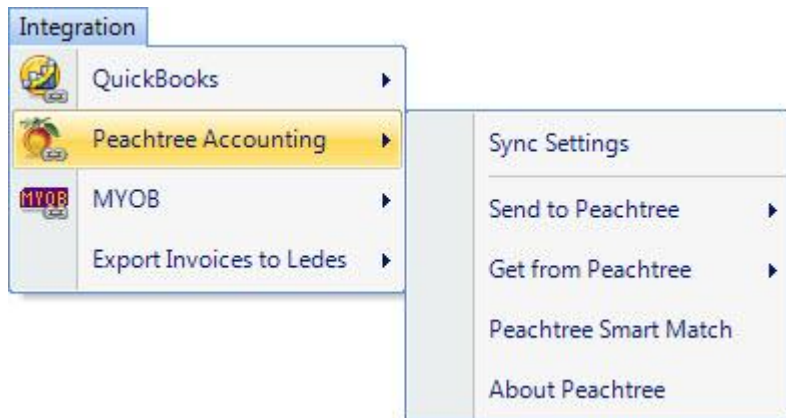 Integration
QuickBooks
Peachtree Accounting
MYOB
MYOB
Export Invoices to Ledes
Sync Settings
Send to Peachtree
Get from Peachtree
Peachtree Smart Match
About Peachtree